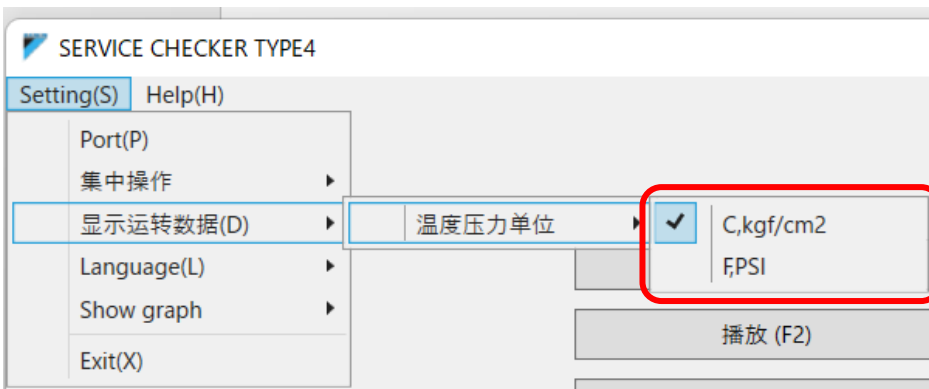 SERVICE CHECKER TYPE4
Setting(S) Help(H)
Port(P)
集中操作
显示运转数据(D)
温度压力单位
C,kgf/cm2
F,PSI
Language(L)
Show graph
播放 (F2)
Exit(X)